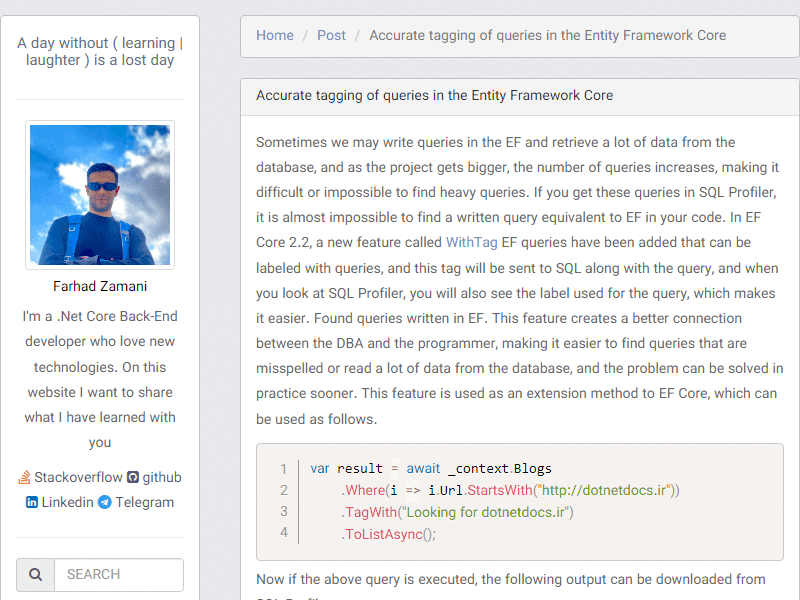 A day without ( learning |
laughter ) is a lost day
Farhad Zamani
I'm a .Net Core Back-End
developer who love new
technologies. On this
website I want to share
what I have learned with
you
Stackoverflow github
Linkedin Telegram
SEARCH
Home / Post / Accurate tagging of queries in the Entity Framework Core
Accurate tagging of queries in the Entity Framework Core
Sometimes we may write queries in the EF and retrieve a lot of data from the
database, and as the project gets bigger, the number of queries increases, making it
difficult or impossible to find heavy queries. If you get these queries in SQL Profiler,
it is almost impossible to find a written query equivalent to EF in your code. In EF
Core 2.2, a new feature called WithTag EF queries have been added that can be
labeled with queries, and this tag will be sent to SQL along with the query, and when
you look at SQL Profiler, you will also see the label used for the query, which makes
it easier. Found queries written in EF. This feature creates a better connection
between the DBA and the programmer, making it easier to find queries that are
misspelled or read a lot of data from the database, and the problem can be solved in
practice sooner. This feature is used as an extension method to EF Core, which can
be used as follows.
1 var result = await _context.Blogs
2 .Where(i => i.Url.StartsWith("http://dotnetdocs.ir"))
3 .TagWith("Looking for dotnetdocs.ir")
4 .ToListAsync();
Now if the above query is executed, the following output can be downloaded from